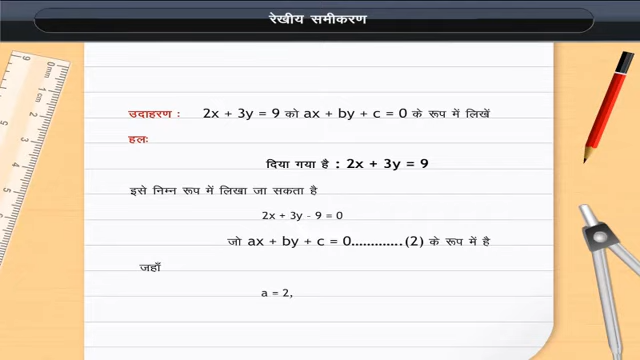 रेखीय समीकरण
उदाहरण : 2x + 3y = 9 को ax + by + c = 0 के रूप में लिखें
हलः
दिया गया है : 2x + 3y = 9
इसे निम्न रूप में लिखा जा सकता है
2x + 3y – 9 = 0
जो ax + by + c = 0.............(2) के रूप में है
जहाँ
a = 2,